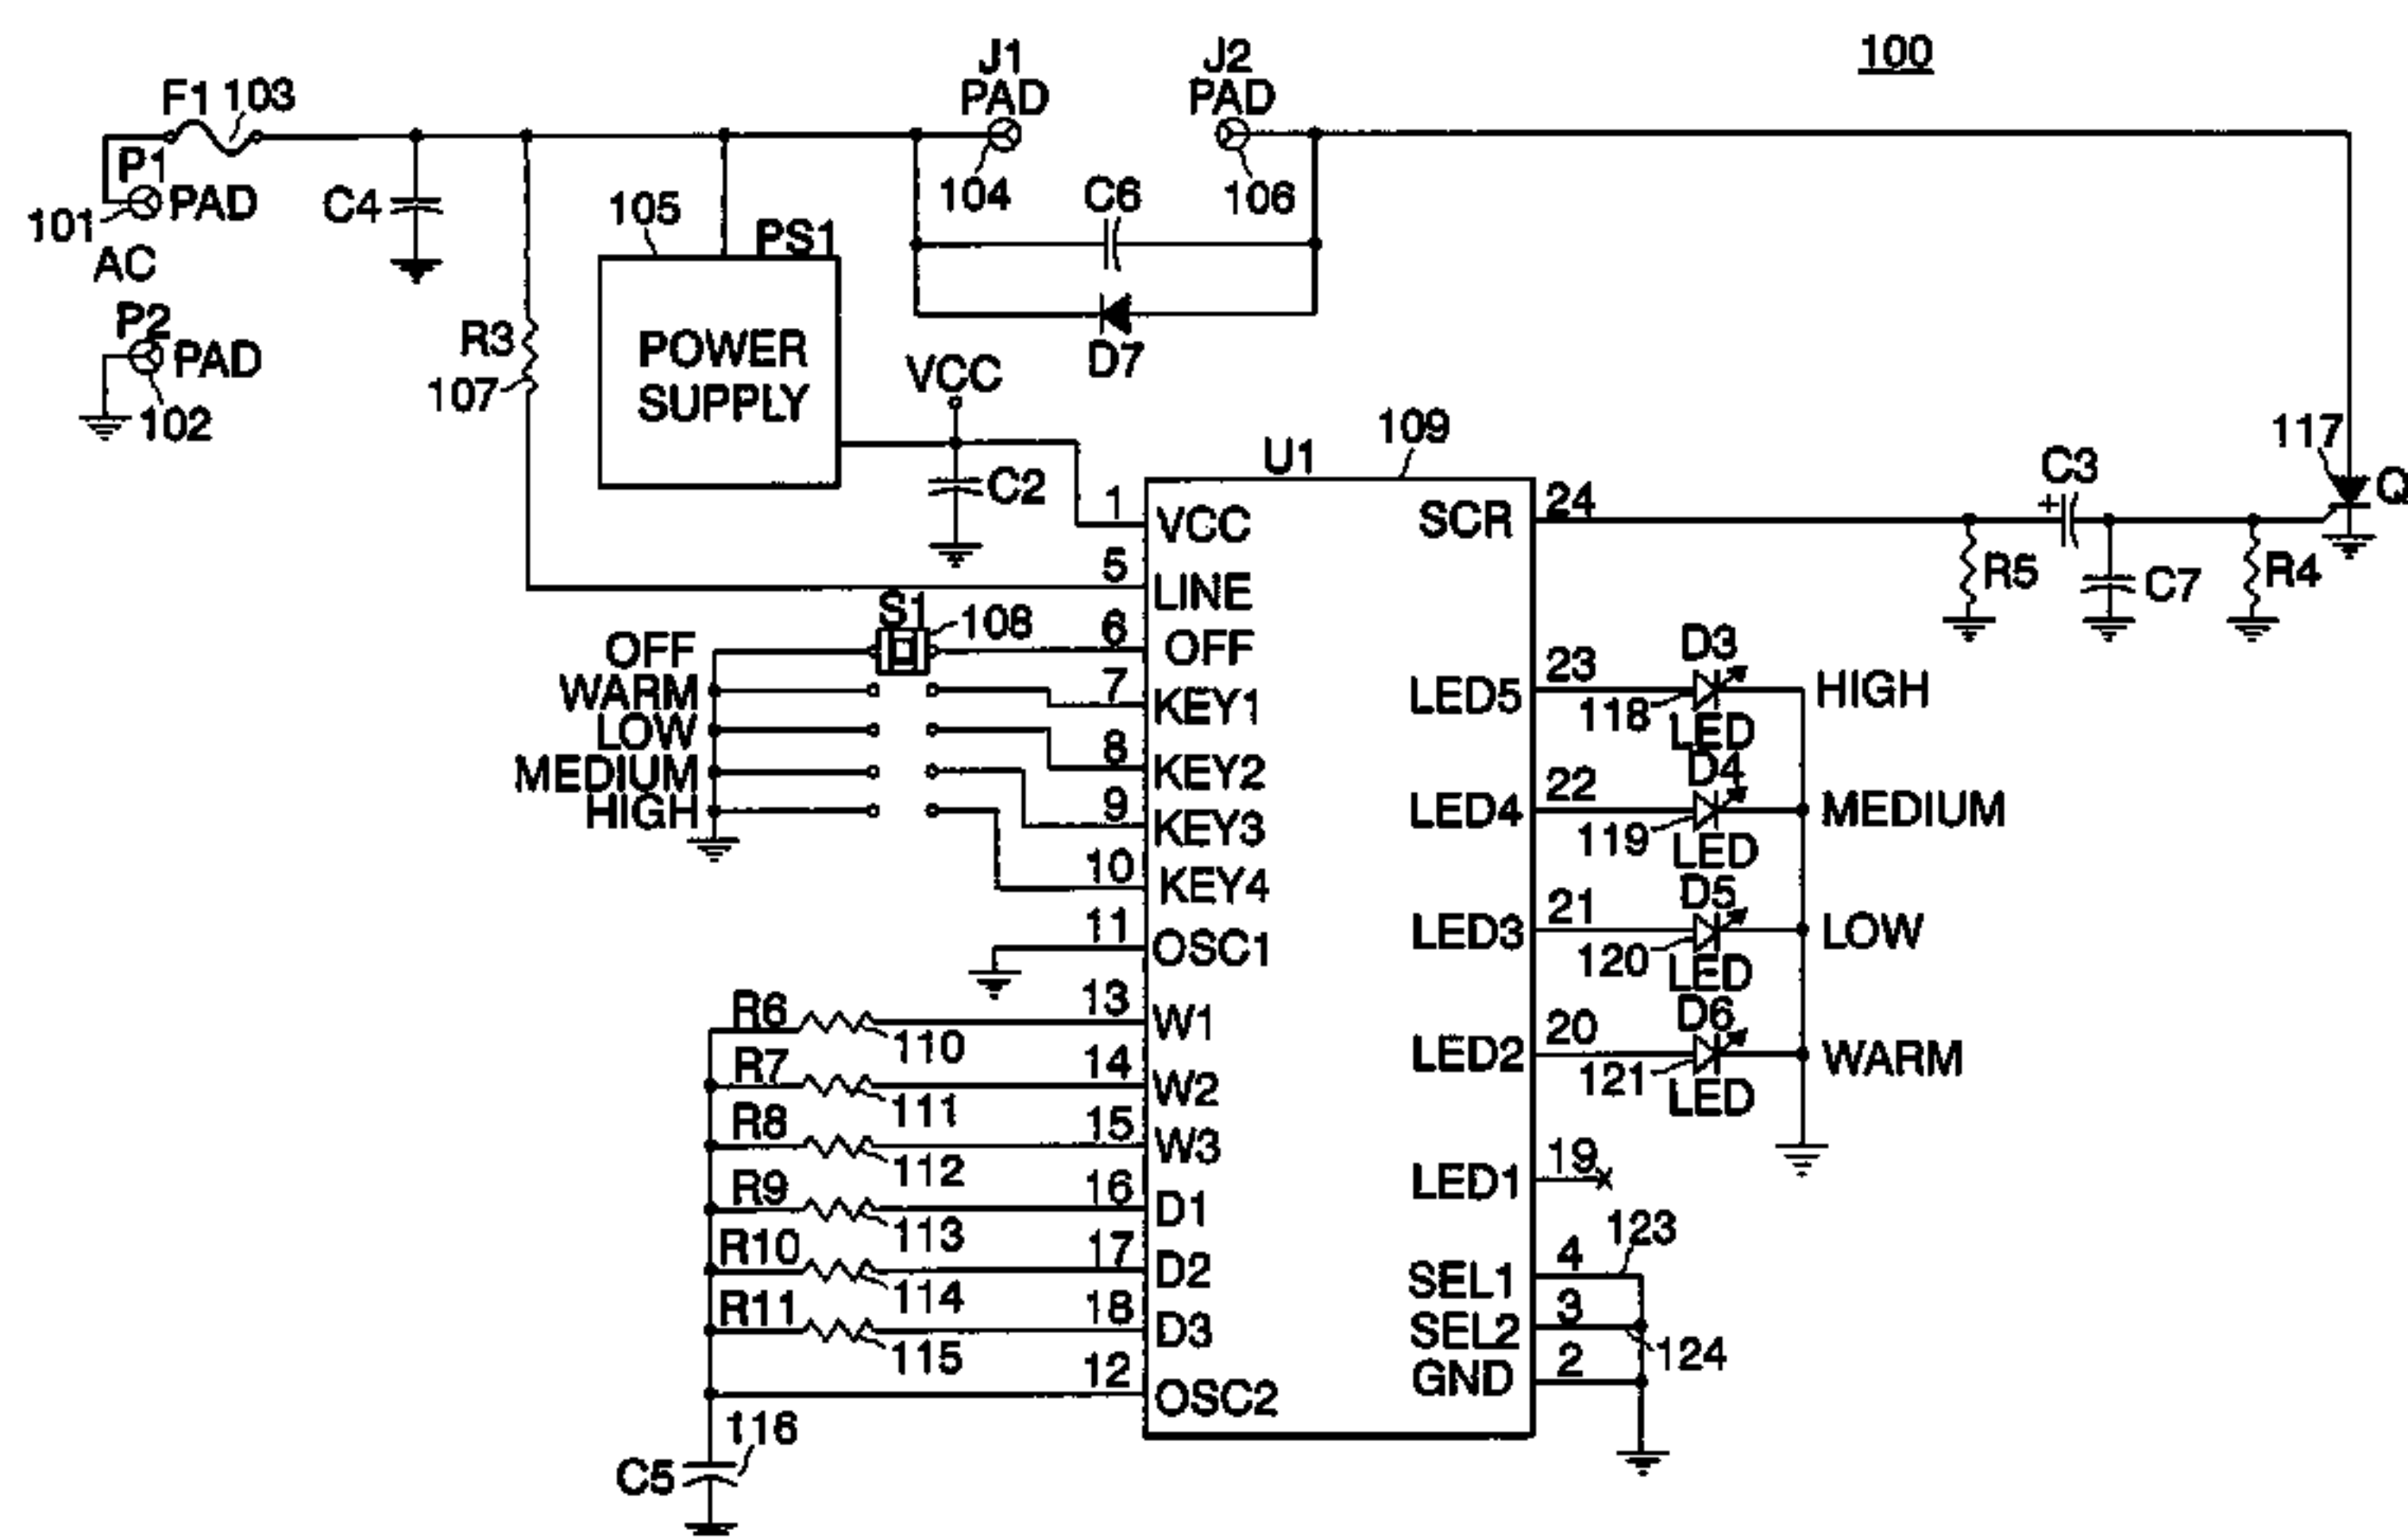 100
F1 103
J1
PAD
J2
PAD
P1
PAD
101
AC
P2
PAD
102
C4
105
PS1
POWER
SUPPLY
104
C6
106
D7
R3
107
VCC
C2
U1
109
117
Q
C3
R5
C7
R4
1
VCC
5
LINE
S1
108
OFF
6
OFF
WARM
7
KEY1
LOW
8
KEY2
MEDIUM
9
KEY3
HIGH
10
KEY4
11
OSC1
R6
110
13
W1
R7
111
14
W2
R8
112
15
W3
R9
113
16
D1
R10
114
17
D2
R11
115
18
D3
12
OSC2
C5
116
SCR
24
+
LED5
23
118
D3
LED
HIGH
LED4
22
119
D4
LED
MEDIUM
LED3
21
120
D5
LED
LOW
LED2
20
121
D6
LED
WARM
LED1
19
SEL1
4
123
SEL2
3
124
GND
2